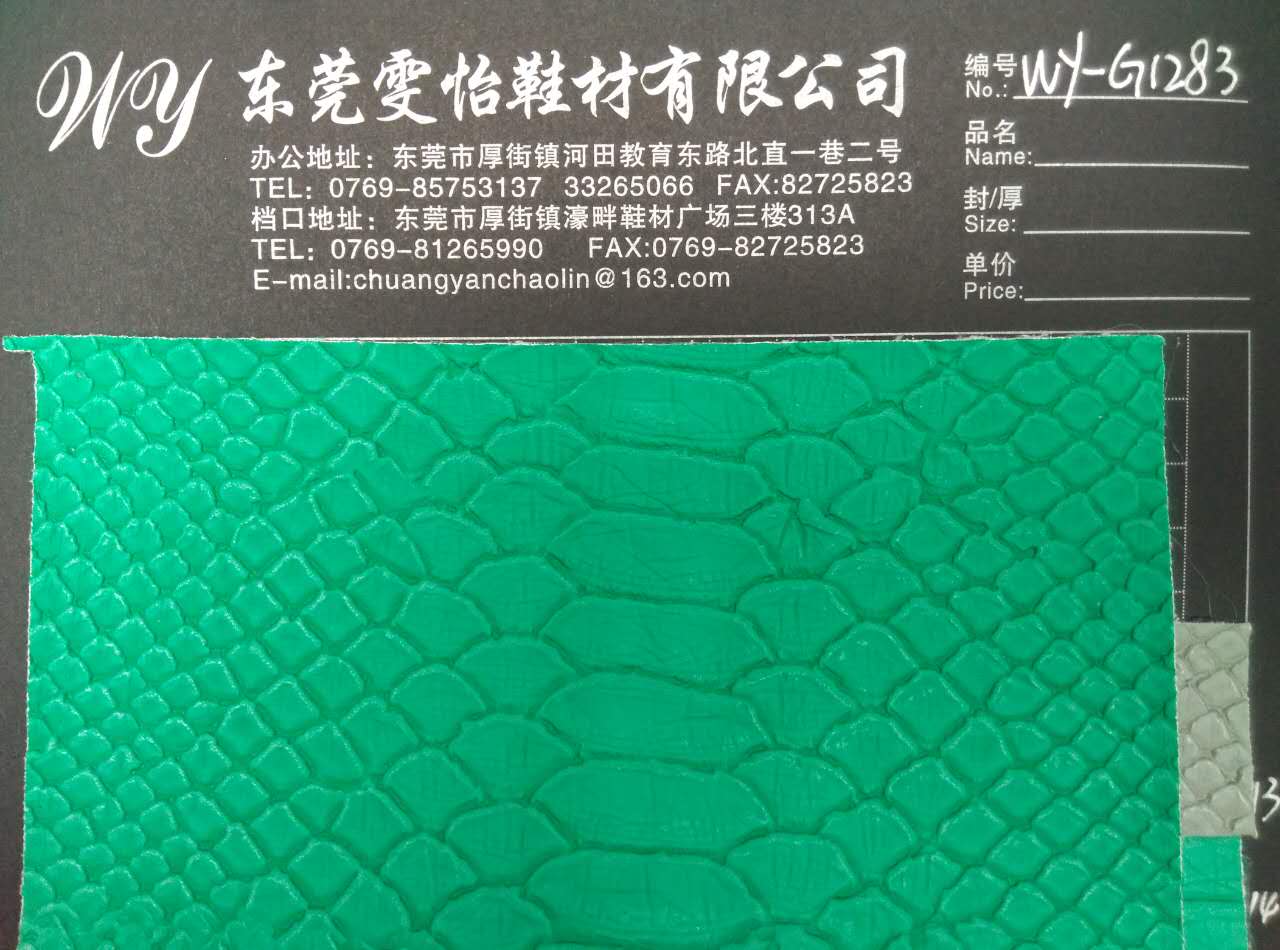 WY 东莞雯怡鞋材有限公司
办公地址：东莞市厚街镇河田教育东路北直一巷二号
TEL: 0769-85753137 33265066 FAX:82725823
档口地址：东莞市厚街镇濠畔鞋材广场三楼313A
TEL: 0769-81265990 FAX:0769-82725823
E-mail:chuangyanchaolin@163.com
编号
No.: WY-G1283
品名
Name:
封/厚
Size:
单价
Price:
13
14